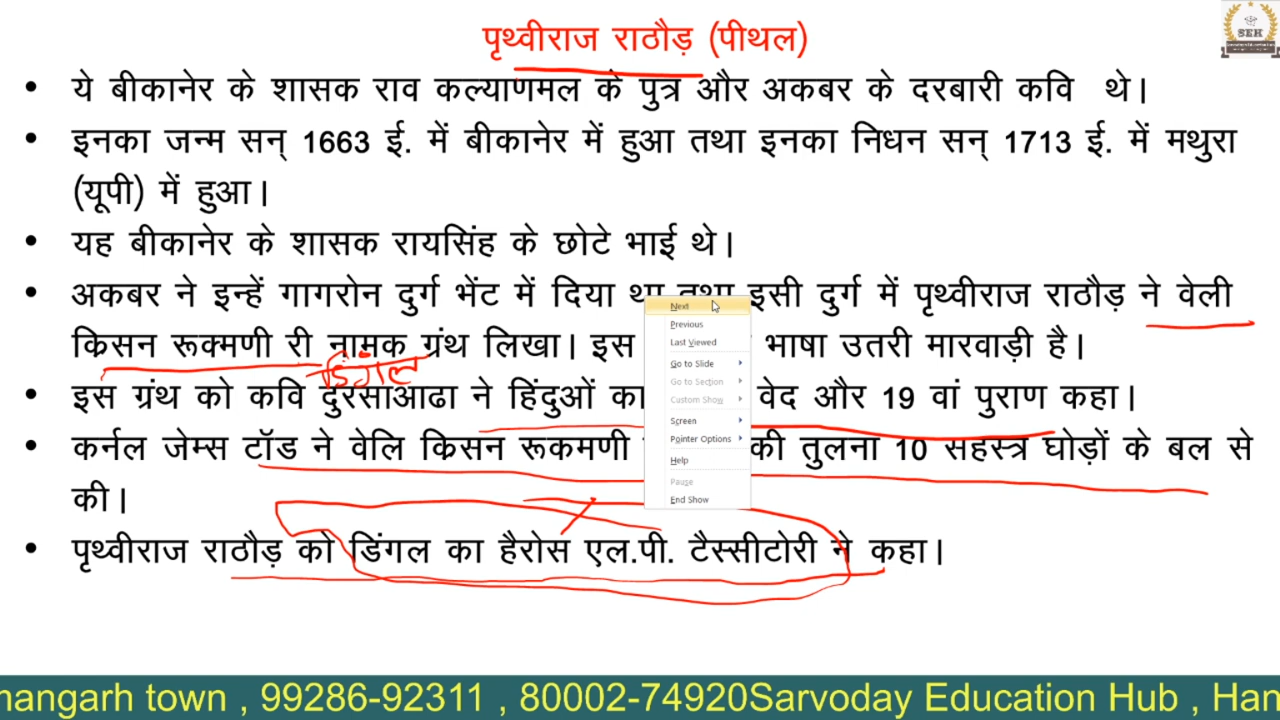 पृथ्वीराज राठौड़ (पीथल)
SEH
• ये बीकानेर के शासक राव कल्याणमल के पुत्र और अकबर के दरबारी कवि थे।
• इनका जन्म सन् 1663 ई. में बीकानेर में हुआ तथा इनका निधन सन् 1713 ई. में मथुरा
(यूपी) में हुआ।
• यह बीकानेर के शासक रायसिंह के छोटे भाई थे।
• अकबर ने इन्हें गागरोन दुर्ग भेंट में दिया था तथा इसी दुर्ग में पृथ्वीराज राठौड़ ने वेली
किसन रूक्मणी री नामक ग्रंथ लिखा। इस भाषा उतरी मारवाड़ी है।
डिंगल
• इस ग्रंथ को कवि दुरसाआढा ने हिंदुओं का वेद और 19 वां पुराण कहा।
• कर्नल जेम्स टॉड ने वेलि किसन रूकमणी की तुलना 10 सहस्त्र घोड़ों के बल से
की।
• पृथ्वीराज राठौड़ को डिंगल का हैरोस एल.पी. टैस्सीटोरी ने कहा।
Next
Previous
Last Viewed
Go to Slide
Go to Section
Custom Show
Screen
Pointer Options
Help
Pause
End Show
nangarh town , 99286-92311 , 80002-74920Sarvoday Education Hub , Han